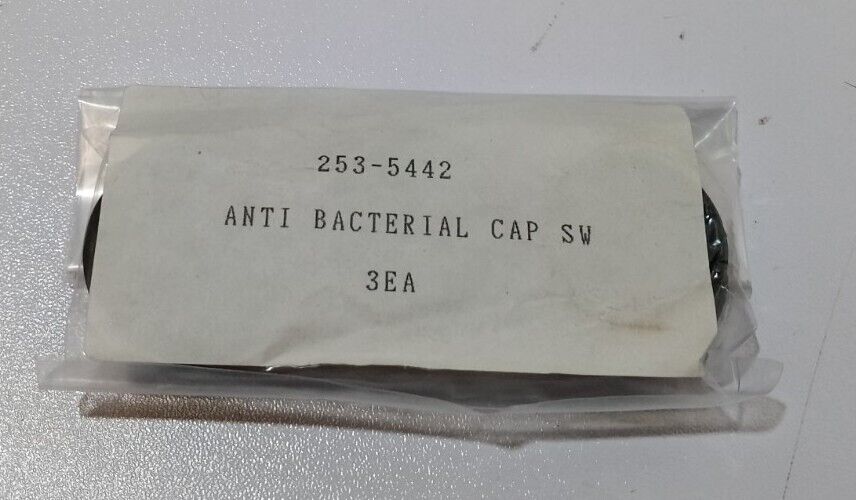 253-5442
ANTI BACTERIAL CAP SW
3EA